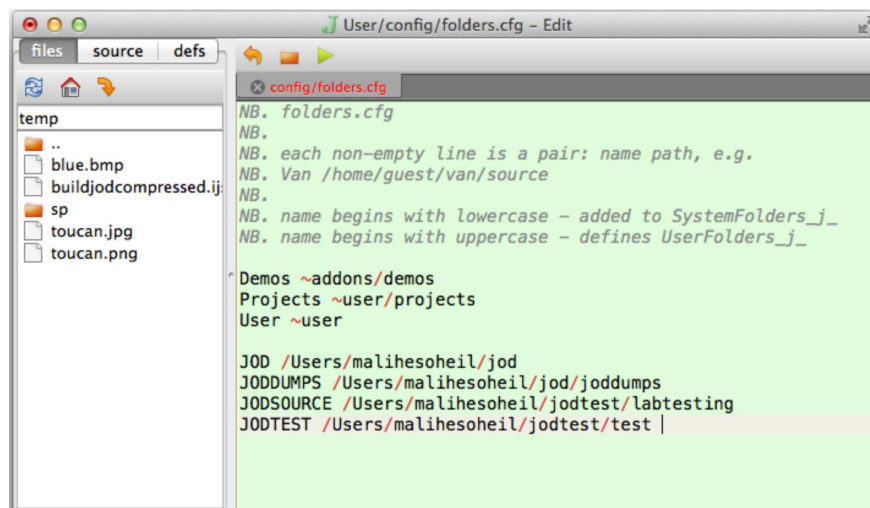 User/config/folders.cfg – Edit
files source defs
config/folders.cfg
temp
..
blue.bmp
buildjodcompressed.ij
sp
toucan.jpg
toucan.png
NB. folders.cfg
NB.
NB. each non-empty line is a pair: name path, e.g.
NB. Van /home/guest/van/source
NB.
NB. name begins with lowercase - added to SystemFolders_j_
NB. name begins with uppercase - defines UserFolders_j_
Demos ~addons/demos
Projects ~user/projects
User ~user
JOD /Users/malihesoheil/jod
JODDUMPS /Users/malihesoheil/jod/joddumps
JODSOURCE /Users/malihesoheil/jodtest/labtesting
JODTEST /Users/malihesoheil/jodtest/test